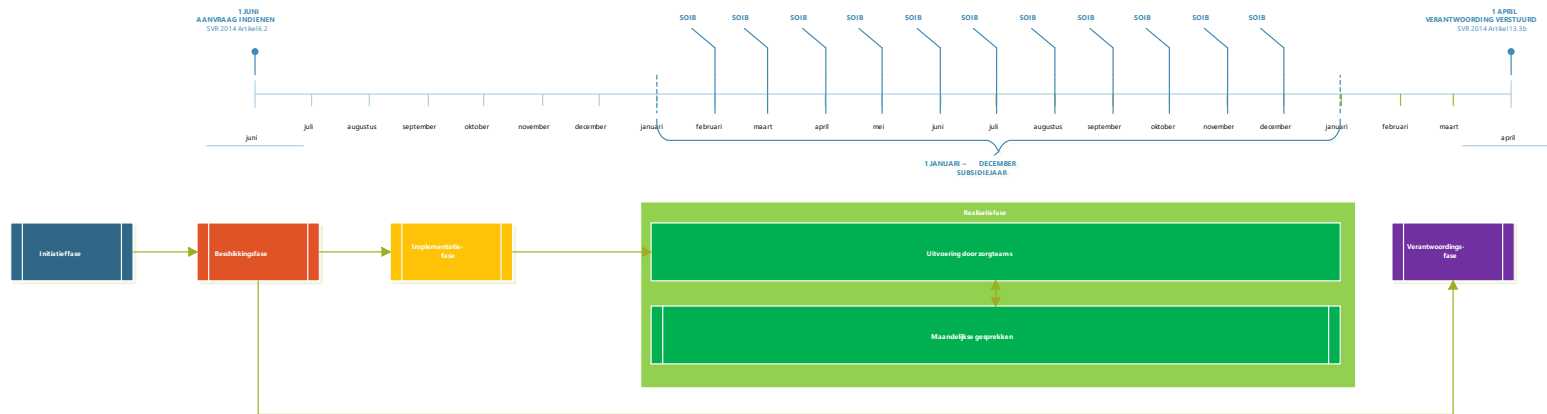 1 JUNI
AANVRAAG INDIENEN
SVR 2014 Artikel 6.2
SOIB SOIB SOIB SOIB SOIB SOIB SOIB SOIB SOIB SOIB SOIB
1 APRIL
VERANTWOORDING VERSTUURD
SVR 2014 Artikel 13.3b
juni juli augustus september oktober november december januari februari maart april mei juni juli augustus september oktober november december januari februari maart april
1 JANUARI – DECEMBER
SUBSIDIEJAAR
Initiatieffase
Beschikkingsfase
Implementatie-
fase
Realisatiefase
Uitvoering door zorgteams
Maandelijkse gesprekken
Verantwoordings-
fase